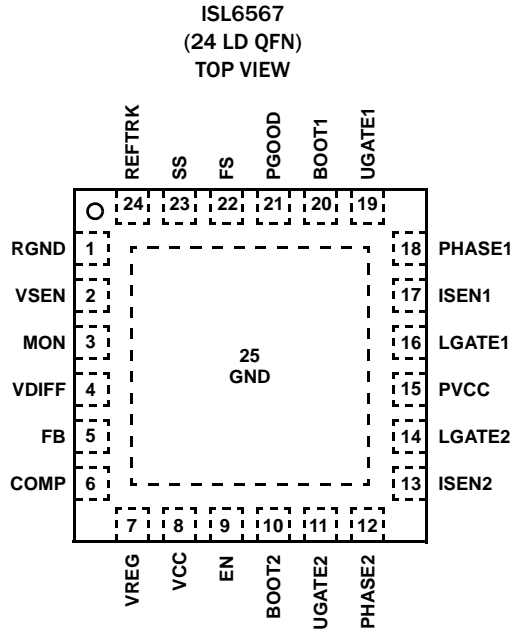 ISL6567
(24 LD QFN)
TOP VIEW
REFTRK
SS
FS
PGOOD
BOOT1
UGATE1
24
23
22
21
20
19
RGND 1
VSEN 2
MON 3
VDIFF 4
FB 5
COMP 6
25
GND
18 PHASE1
17 ISEN1
16 LGATE1
15 PVCC
14 LGATE2
13 ISEN2
7
8
9
10
11
12
VREG
VCC
EN
BOOT2
UGATE2
PHASE2